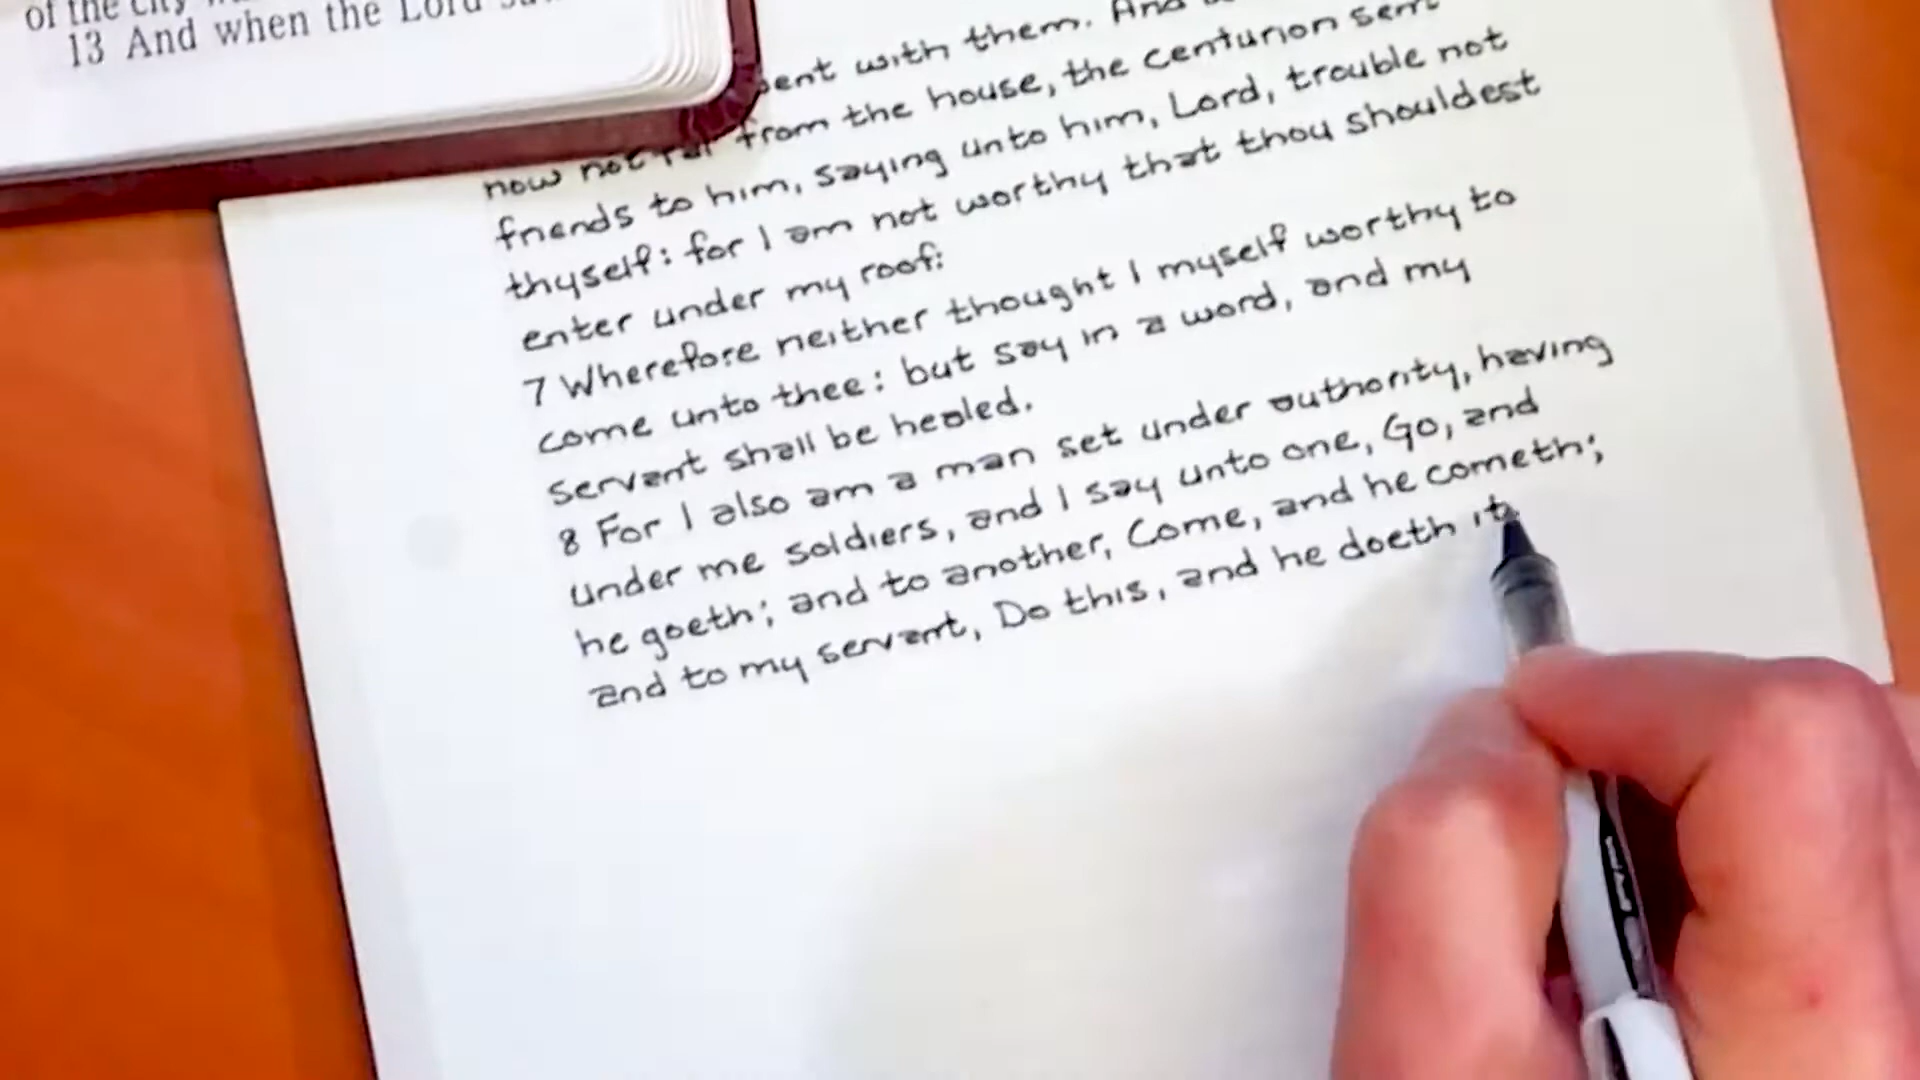 of the city
13 And when the Lord saw
sent with them. And
now not far from the house, the centurion sent
friends to him, saying unto him, Lord, trouble not
thyself: for I am not worthy that thou shouldest
enter under my roof:
7 Wherefore neither thought I myself worthy to
come unto thee: but say in a word, and my
servant shall be healed.
8 For I also am a man set under authority, having
under me soldiers, and I say unto one, Go, and
he goeth; and to another, Come, and he cometh;
and to my servant, Do this, and he doeth it